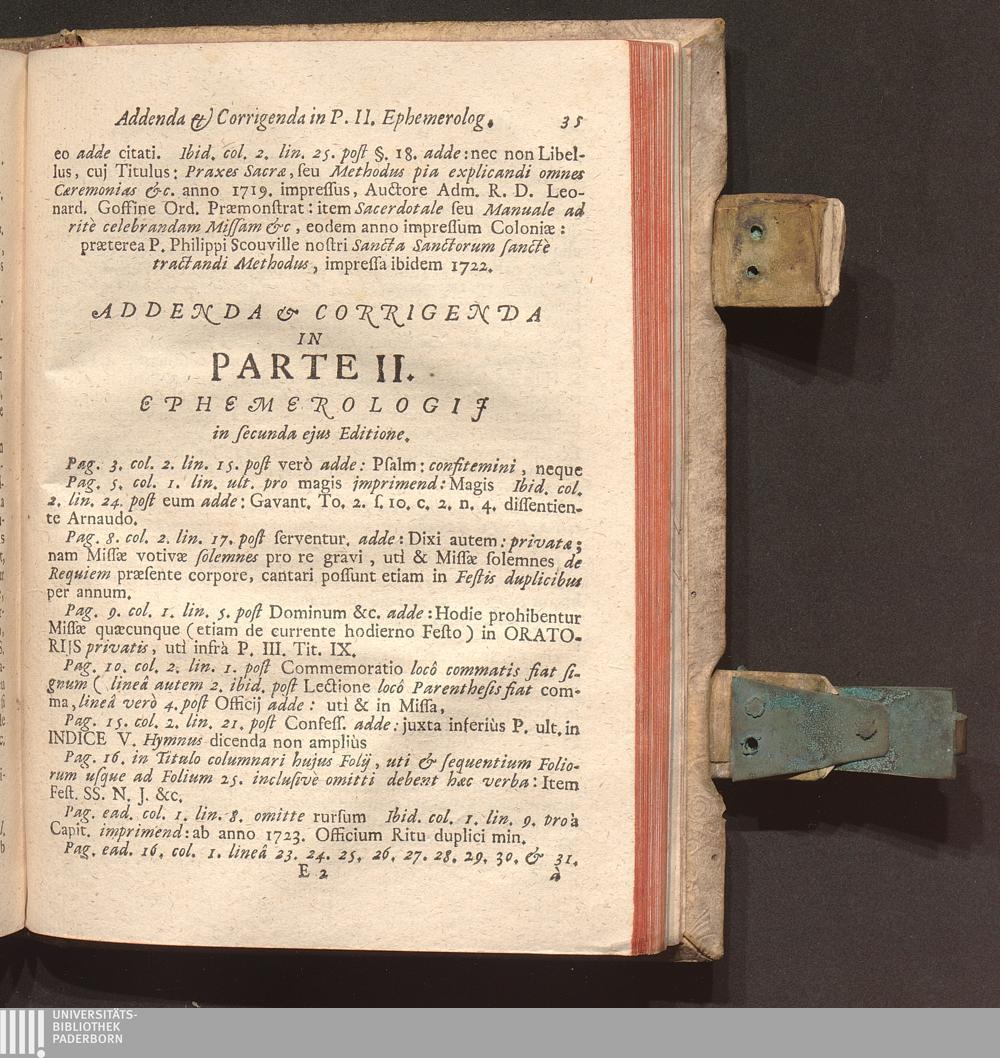 Addenda & Corrigenda in P. II. Ephemerolog. 35
eo adde citati. Ibid. col. 2. lin. 25. poſt §. 18. adde: nec non Libel-
lus, cuj Titulus: Praxes Sacræ, ſeu Methodus pia explicandi omnes
Cæremonias &c. anno 1719. impreſſus, Auctore Adm. R. D. Leo-
nard. Goffine Ord. Præmonſtrat: item Sacerdotale ſeu Manuale ad
ritè celebrandam Miſſam &c, eodem anno impreſſum Coloniæ:
præterea P. Philippi Scouville noſtri Sancta Sanctorum ſanctè
tractandi Methodus, impreſſa ibidem 1722.
ADDENDA & CORRIGENDA
IN
PARTE II.
EPHEMEROLOGIJ
in ſecunda ejus Editione.
Pag. 3. col. 2. lin. 15. poſt verò adde: Pſalm: confitemini, neque
Pag. 5. col. 1. lin. ult. pro magis imprimend: Magis Ibid. col.
2. lin. 24. poſt eum adde: Gavant. To. 2. ſ. 10. c. 2. n. 4. diſſentien-
te Arnaudo.
Pag. 8. col. 2. lin. 17. poſt ſerventur. adde: Dixi autem: privatæ;
nam Miſſæ votivæ ſolemnes pro re gravi, utì & Miſſæ ſolemnes de
Requiem præſente corpore, cantari poſſunt etiam in Feſtis duplicibus
per annum.
Pag. 9. col. 1. lin. 5. poſt Dominum &c. adde: Hodie prohibentur
Miſſæ quæcunque (etiam de currente hodierno Feſto) in ORATO-
RIJS privatis, utì infrà P. III. Tit. IX.
Pag. 10. col. 2. lin. 1. poſt Commemoratio locô commatis fiat ſi-
gnum ( lineâ autem 2. ibid. poſt Lectione locô Parentheſis fiat com-
ma, lineâ verò 4. poſt Officij adde: utì & in Miſſa,
Pag. 15. col. 2. lin. 21. poſt Confeſſ. adde: juxta inferiùs P. ult. in
INDICE V. Hymnus dicenda non ampliùs
Pag. 16. in Titulo columnari hujus Folij, uti & ſequentium Folio-
rum uſque ad Folium 25. incluſivè omitti debent hæc verba: Item
Feſt. SS. N. J. &c.
Pag. ead. col. 1. lin. 8. omitte rurſum Ibid. col. 1. lin. 9. pro à
Capit. imprimend: ab anno 1723. Officium Ritu duplici min.
Pag. ead. 16. col. 1. lineâ 23. 24. 25. 26. 27. 28. 29. 30. & 31.
E 2 à
UNIVERSITÄTS-
BIBLIOTHEK
PADERBORN